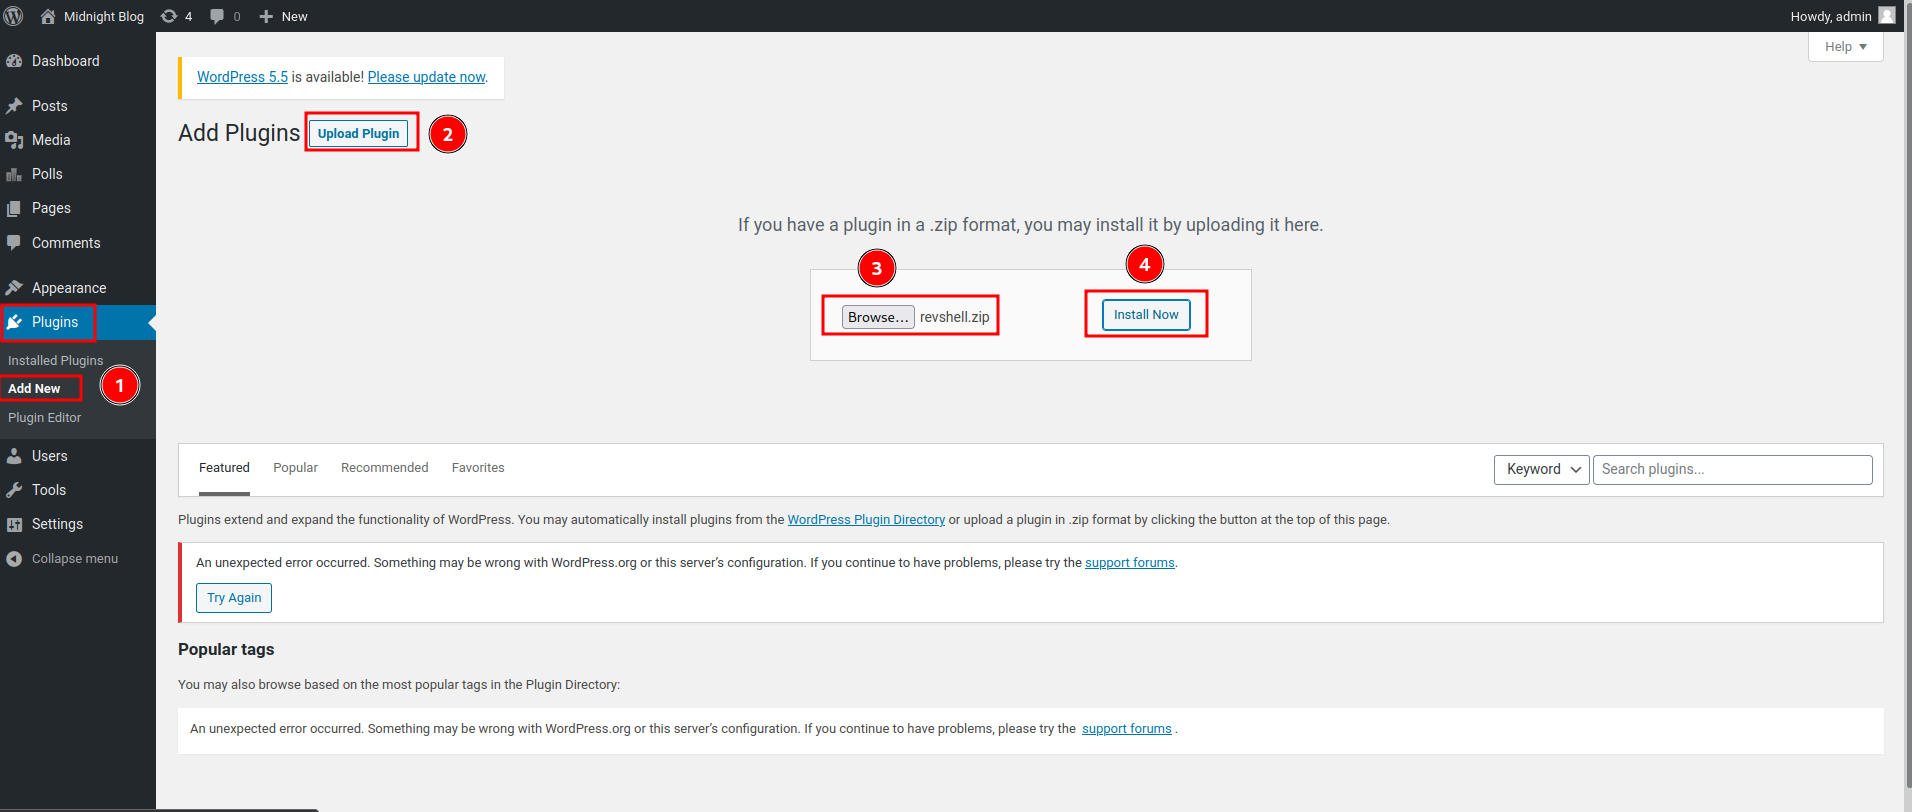 Midnight Blog 4 0 New Howdy, admin
Help
Dashboard
Posts
Media
Polls
Pages
Comments
Appearance
Plugins
Installed Plugins
Add New 1
Plugin Editor
Users
Tools
Settings
Collapse menu
WordPress 5.5 is available! Please update now.
Add Plugins Upload Plugin 2
If you have a plugin in a .zip format, you may install it by uploading it here.
3 4
Browse... revshell.zip Install Now
Featured Popular Recommended Favorites Keyword Search plugins...
Plugins extend and expand the functionality of WordPress. You may automatically install plugins from the WordPress Plugin Directory or upload a plugin in .zip format by clicking the button at the top of this page.
An unexpected error occurred. Something may be wrong with WordPress.org or this server’s configuration. If you continue to have problems, please try the support forums.
Try Again
Popular tags
You may also browse based on the most popular tags in the Plugin Directory:
An unexpected error occurred. Something may be wrong with WordPress.org or this server’s configuration. If you continue to have problems, please try the support forums .